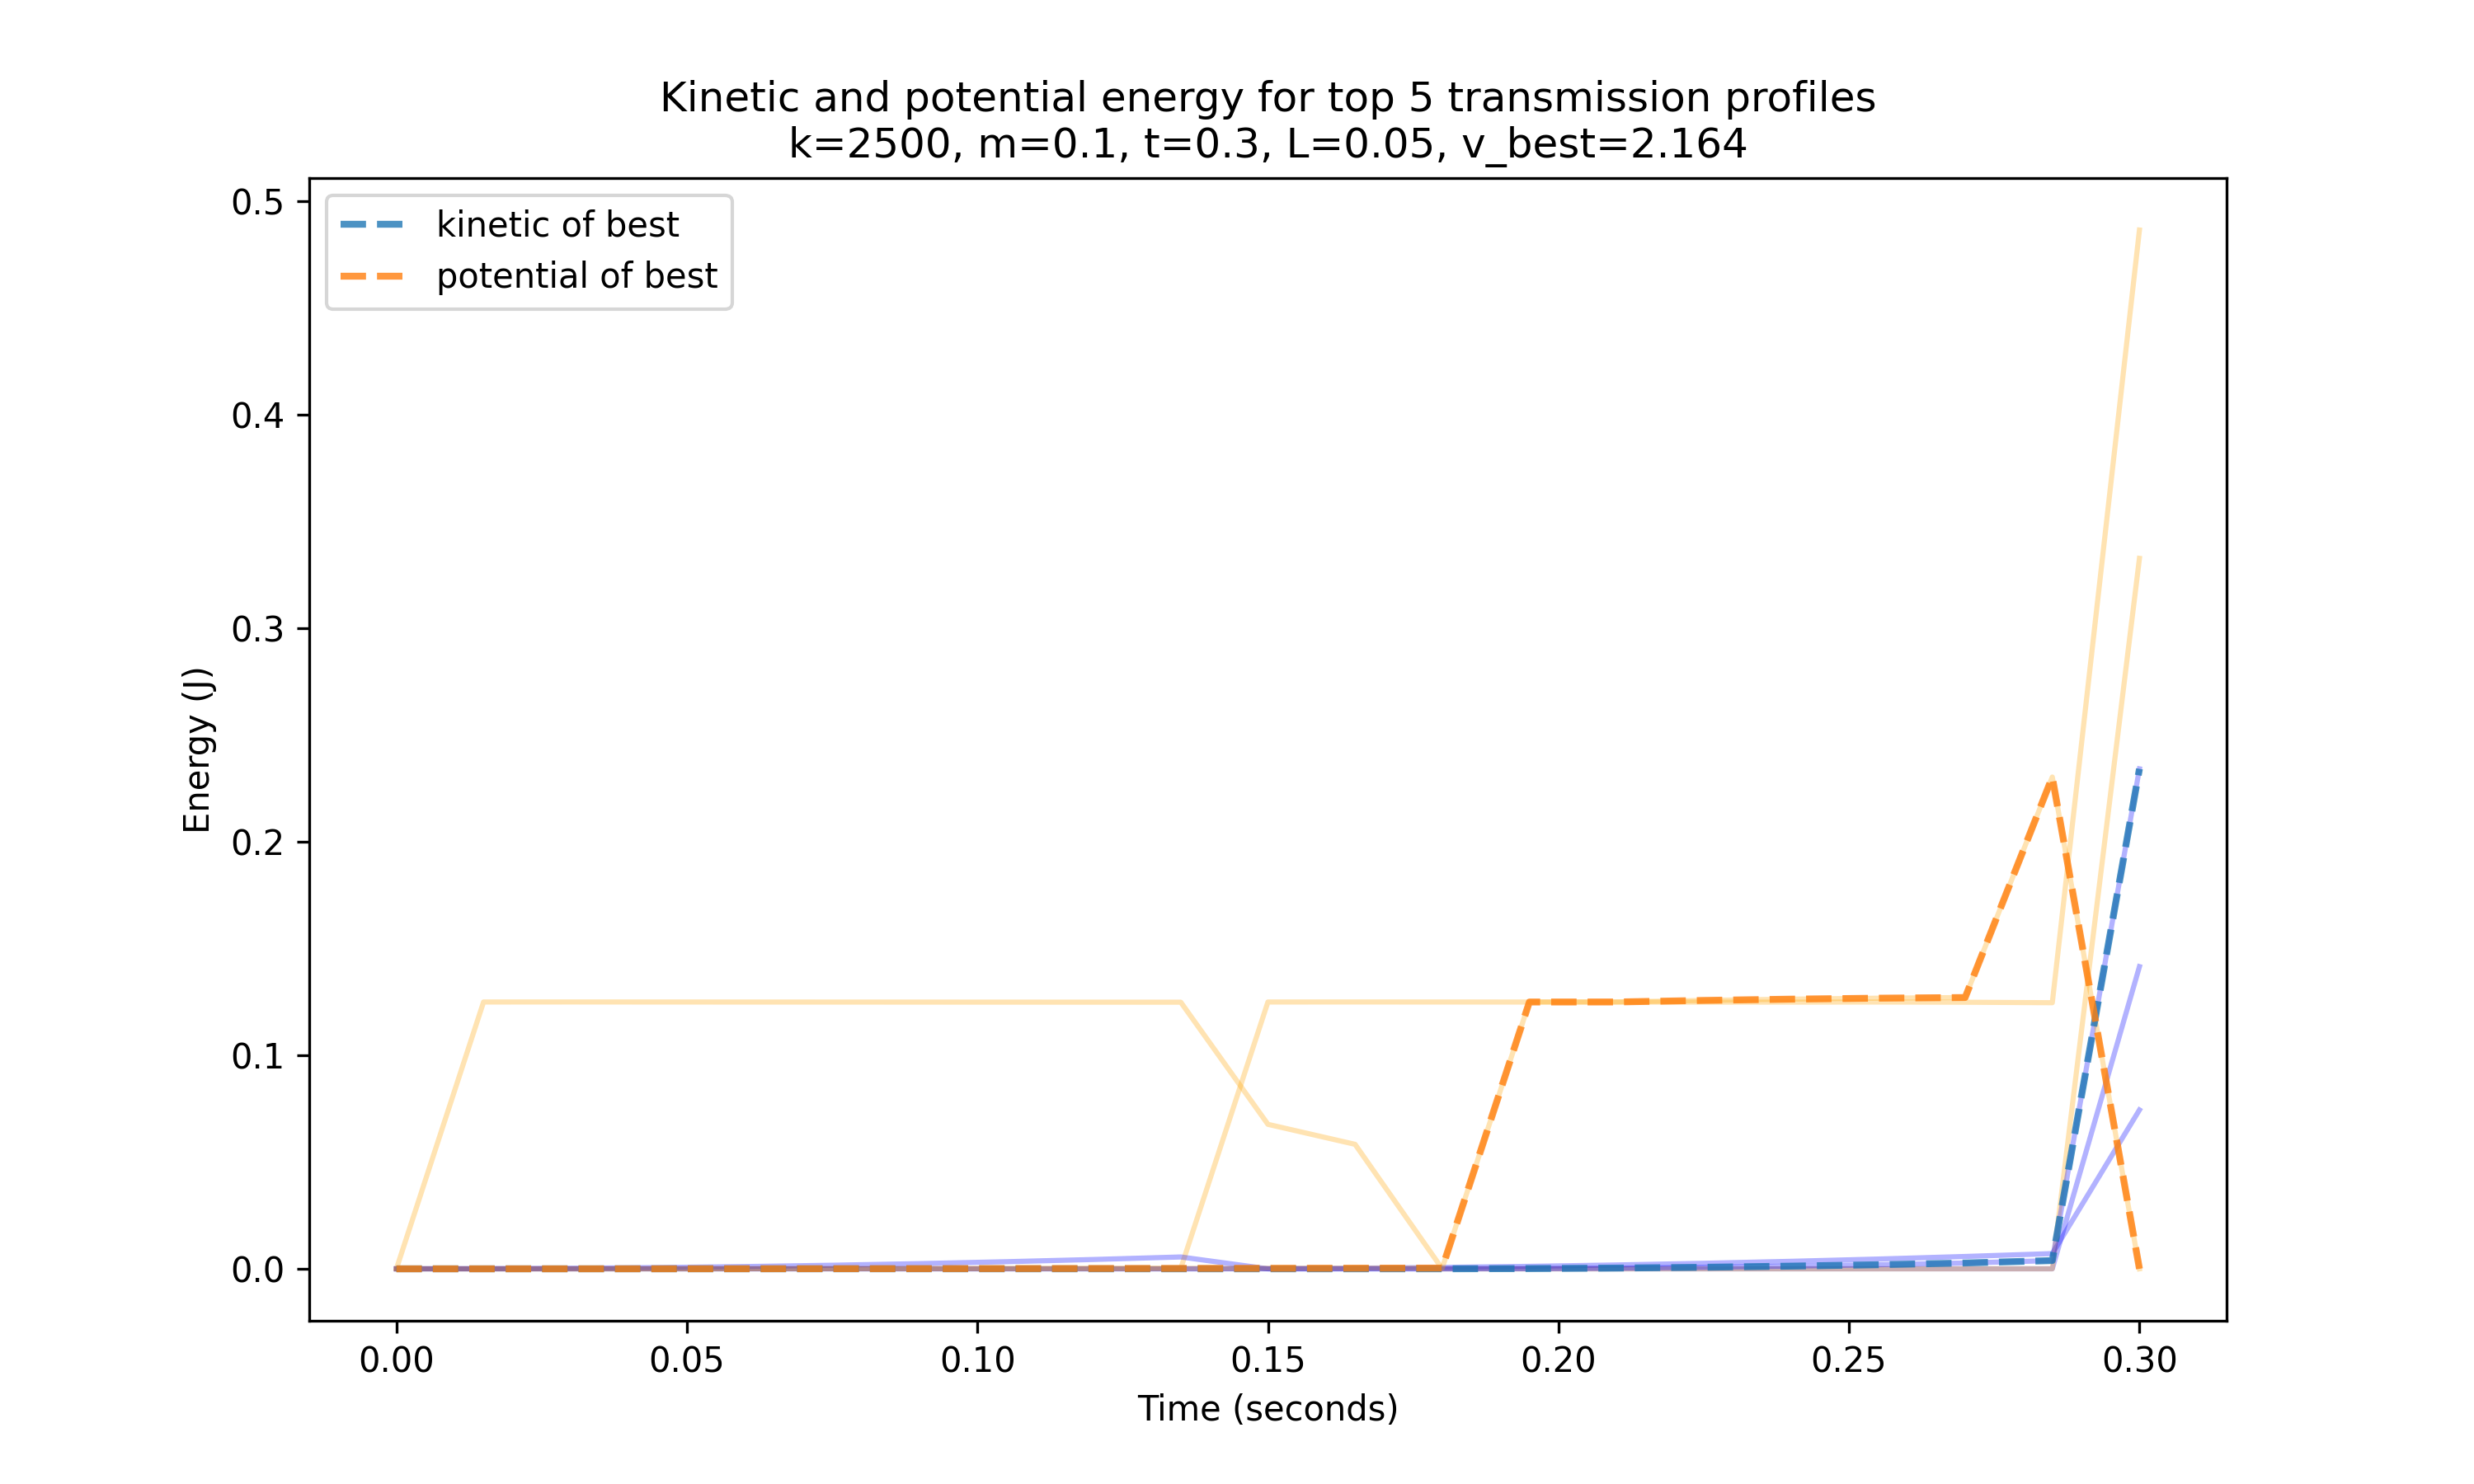 Kinetic and potential energy for top 5 transmission profiles
k=2500, m=0.1, t=0.3, L=0.05, v_best=2.164
kinetic of best
potential of best
0.5
0.4
0.3
0.2
0.1
0.0
Energy (J)
0.00 0.05 0.10 0.15 0.20 0.25 0.30
Time (seconds)